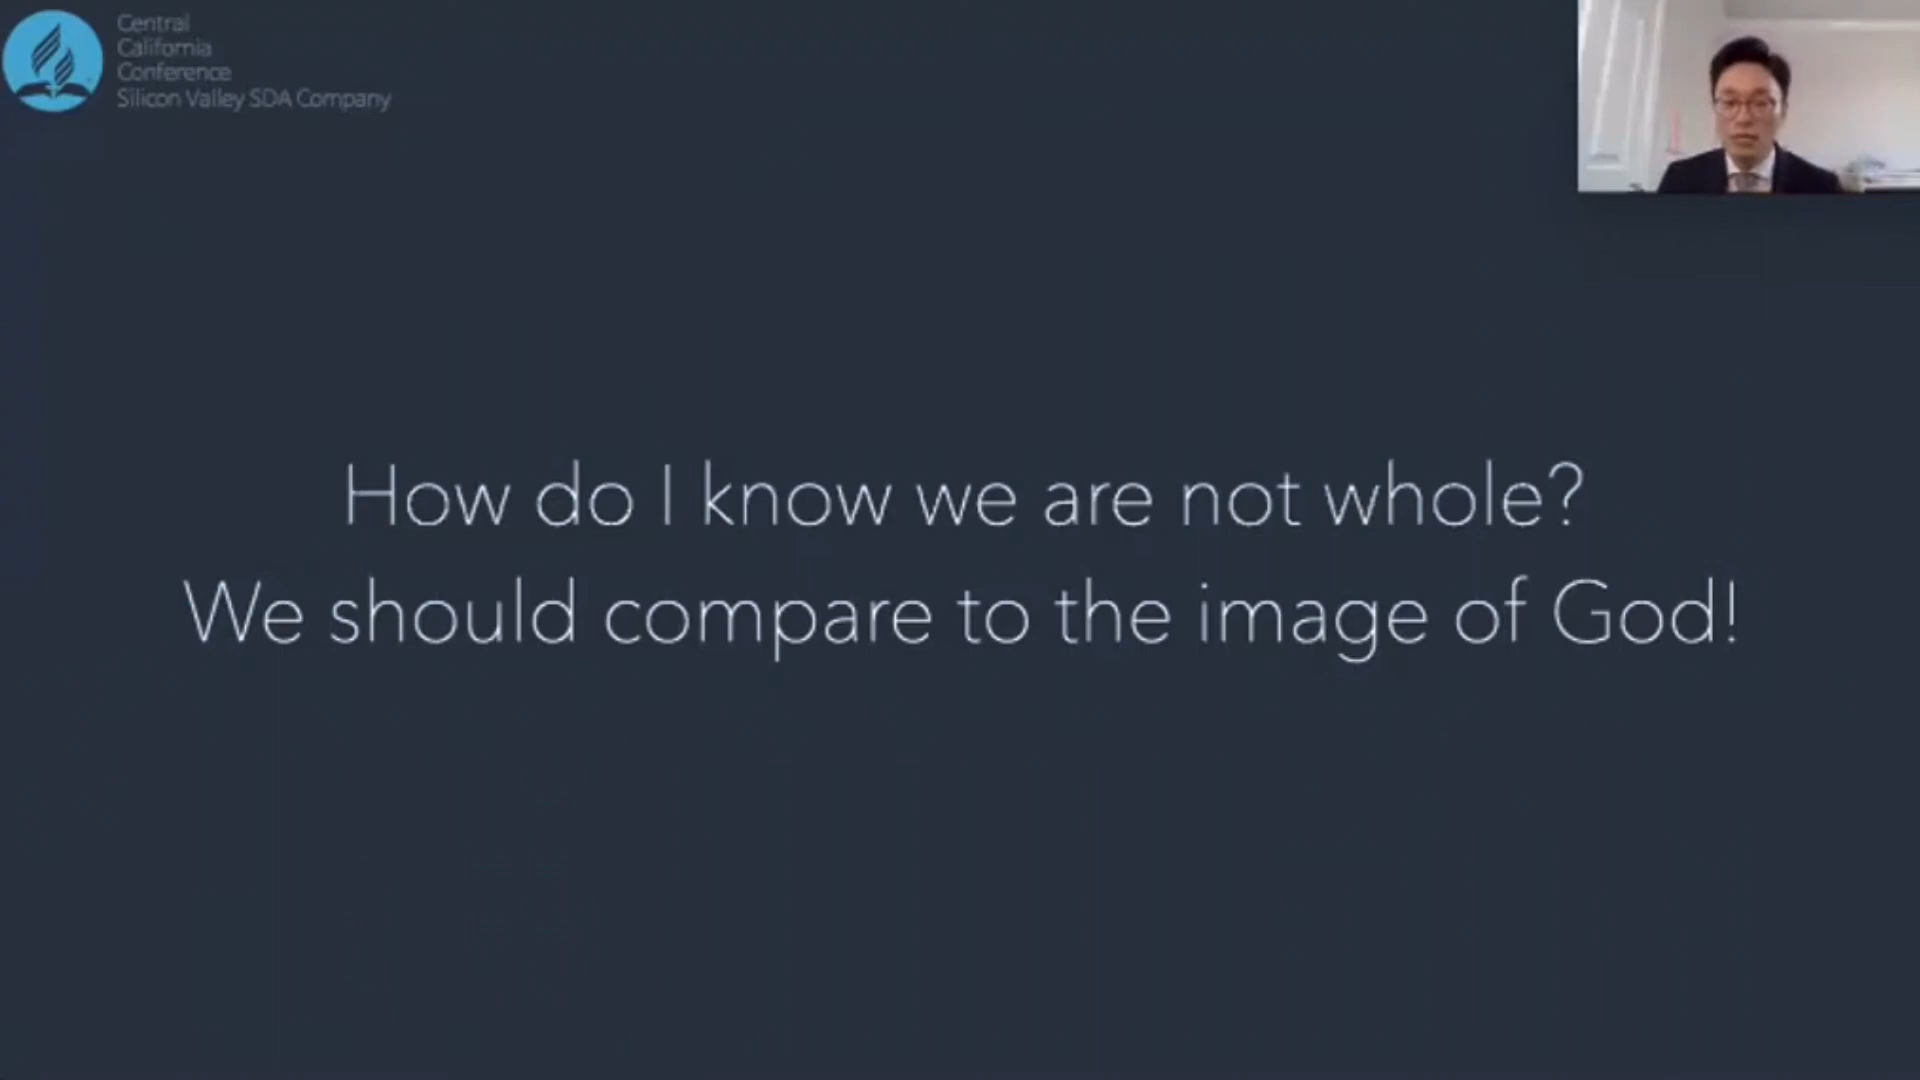 Central
California
Conference
Silicon Valley SDA Company
How do I know we are not whole?
We should compare to the image of God!